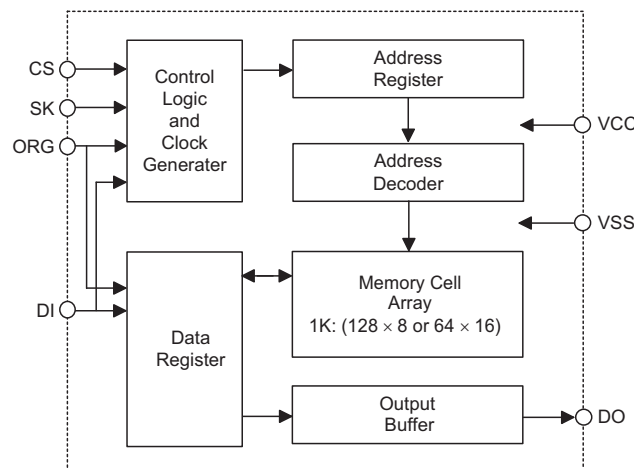 CS
SK
ORG
DI
Control
Logic
and
Clock
Generater
Address
Register
Address
Decoder
VCC
VSS
Data
Register
Memory Cell
Array
1K: (128 × 8 or 64 × 16)
Output
Buffer
DO